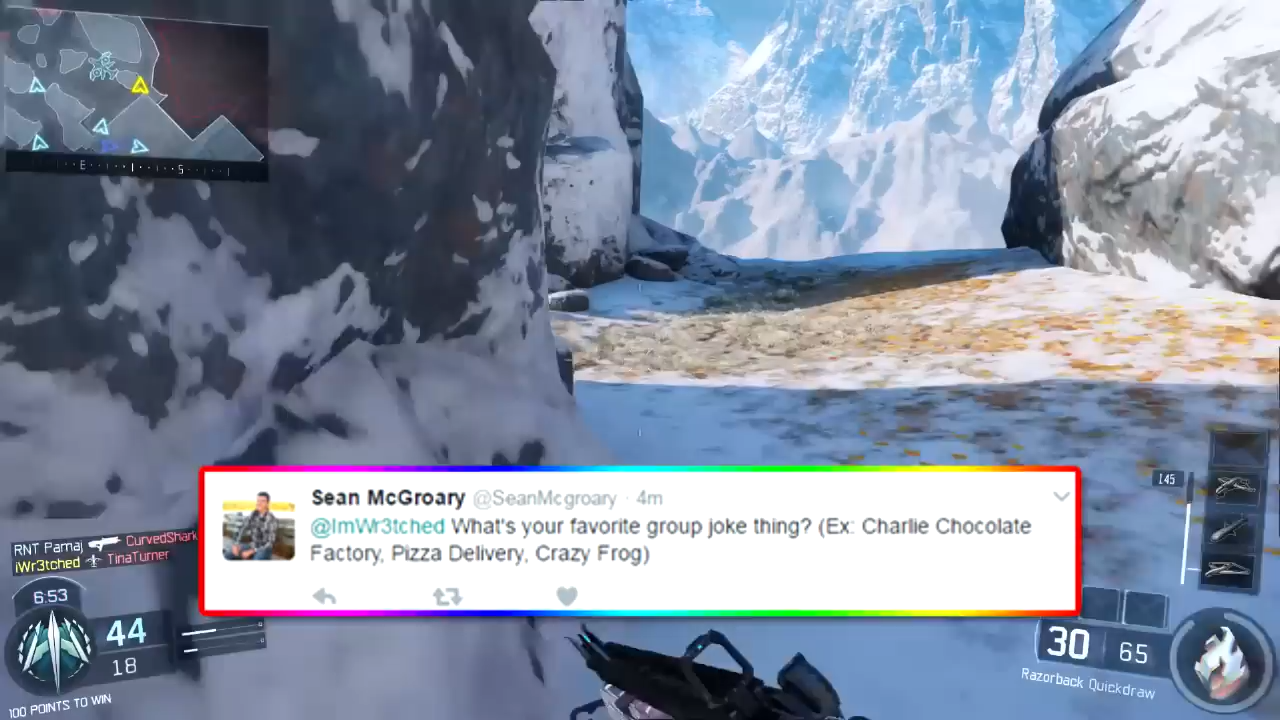 E
S
Sean McGroary @SeanMcgroary · 4m
@ImWr3tched What's your favorite group joke thing? (Ex: Charlie Chocolate
Factory, Pizza Delivery, Crazy Frog)
145
RNT Pamaj CurvedShark
iWr3tched TinaTurner
6:53
44
18
100 POINTS TO WIN
30 65
Razorback Quickdraw